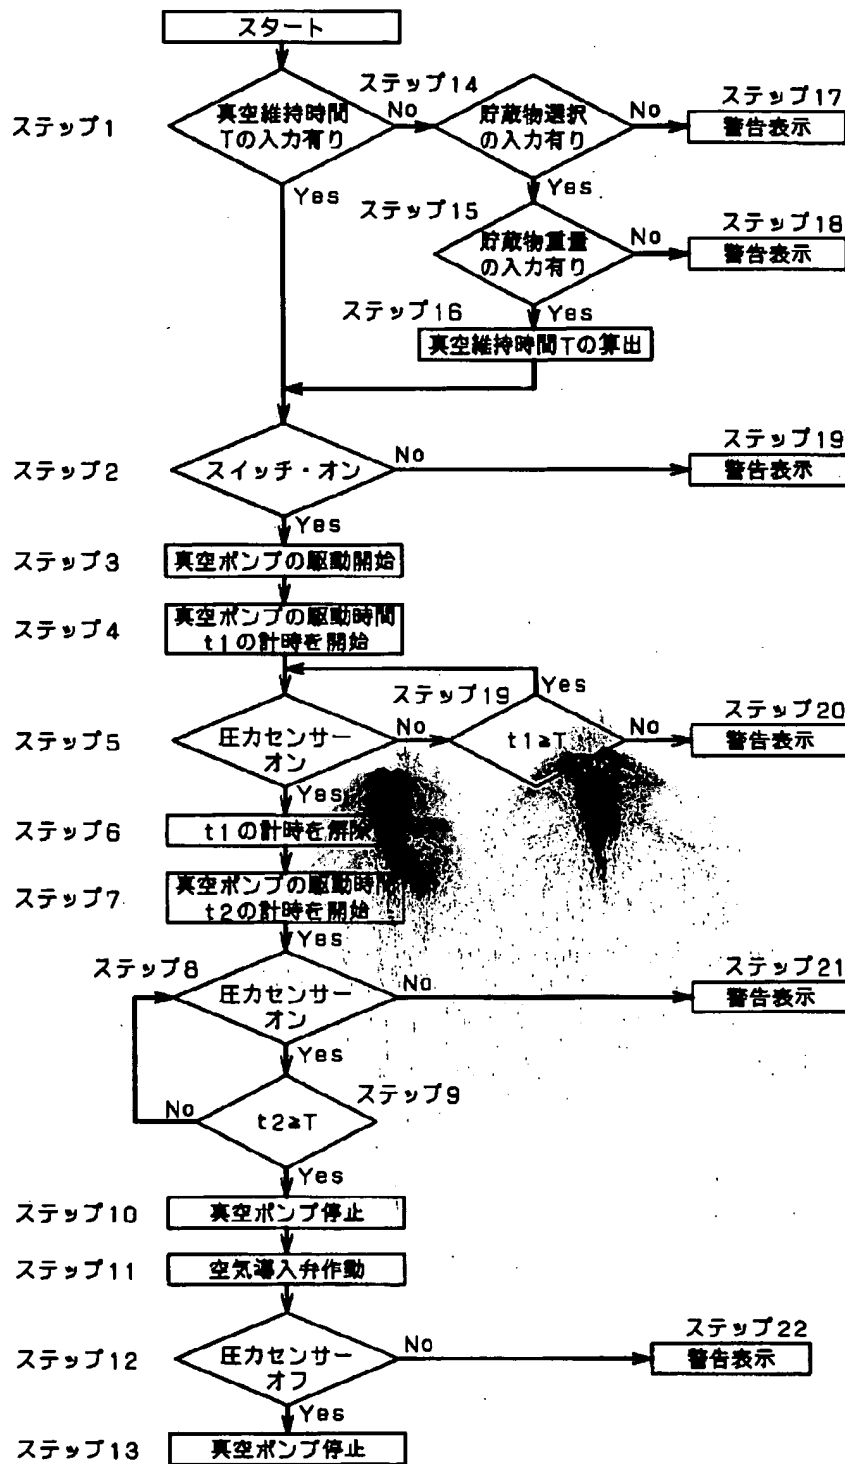 スタート
ステップ1
真空維持時間
Tの入力有り
No
Yes
ステップ14
貯蔵物選択
の入力有り
No
Yes
ステップ17
警告表示
ステップ15
貯蔵物重量
の入力有り
No
Yes
ステップ18
警告表示
ステップ16
真空維持時間Tの算出
ステップ2
スイッチ・オン
No
Yes
ステップ19
警告表示
ステップ3
真空ポンプの駆動開始
ステップ4
真空ポンプの駆動時間
t1の計時を開始
ステップ5
圧力センサー
オン
No
Yes
ステップ19
t1≧T
Yes
No
ステップ20
警告表示
ステップ6
t1の計時を解除
ステップ7
真空ポンプの駆動時間
t2の計時を開始
Yes
ステップ8
圧力センサー
オン
No
Yes
ステップ21
警告表示
ステップ9
t2≧T
No
Yes
ステップ10
真空ポンプ停止
ステップ11
空気導入弁作動
ステップ12
圧力センサー
オフ
No
Yes
ステップ22
警告表示
ステップ13
真空ポンプ停止